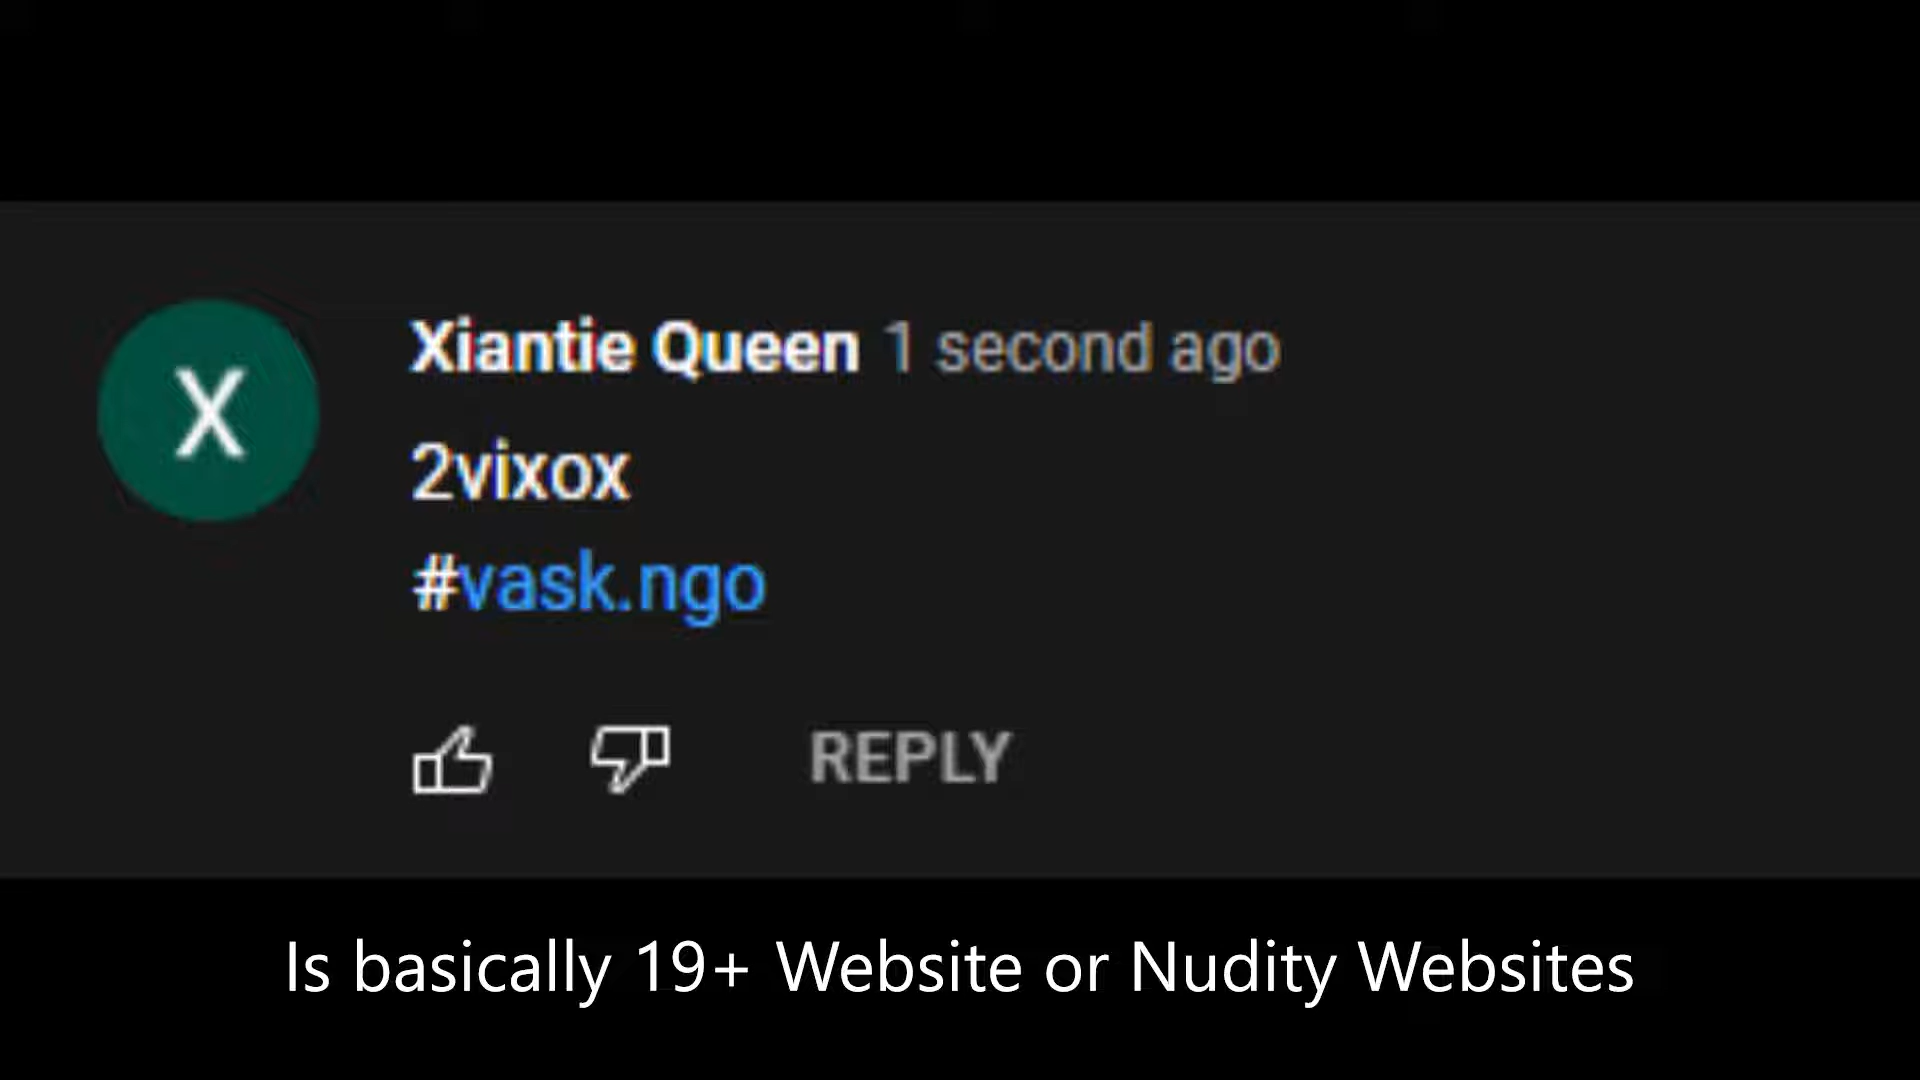 X
Xiantie Queen 1 second ago
2vixox
#vask.ngo
REPLY
Is basically 19+ Website or Nudity Websites